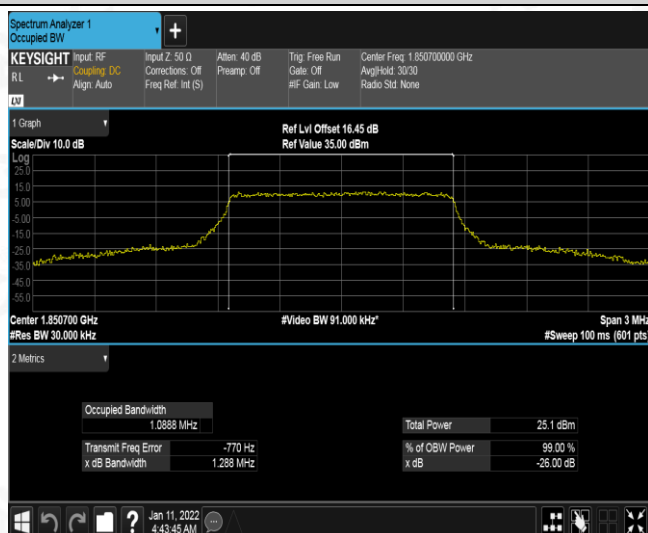 Spectrum Analyzer 1
Occupied BW
+
KEYSIGHT Input: RF Input Z: 50 Ω Atten: 40 dB Trig: Free Run Center Freq: 1.850700000 GHz
RL Coupling: DC Corrections: Off Preamp: Off Gate: Off Avg|Hold: 30/30
Align: Auto Freq Ref: Int (S) #IF Gain: Low Radio Std: None
LXI
1 Graph
Ref Lvl Offset 16.45 dB
Scale/Div 10.0 dB Ref Value 35.00 dBm
Log
25.0
15.0
5.00
-5.00
-15.0
-25.0
-35.0
-45.0
-55.0
Center 1.850700 GHz #Video BW 91.000 kHz* Span 3 MHz
#Res BW 30.000 kHz #Sweep 100 ms (601 pts)
2 Metrics
Occupied Bandwidth
1.0888 MHz Total Power 25.1 dBm
Transmit Freq Error -770 Hz % of OBW Power 99.00 %
x dB Bandwidth 1.288 MHz x dB -26.00 dB
?
Jan 11, 2022
4:43:45 AM